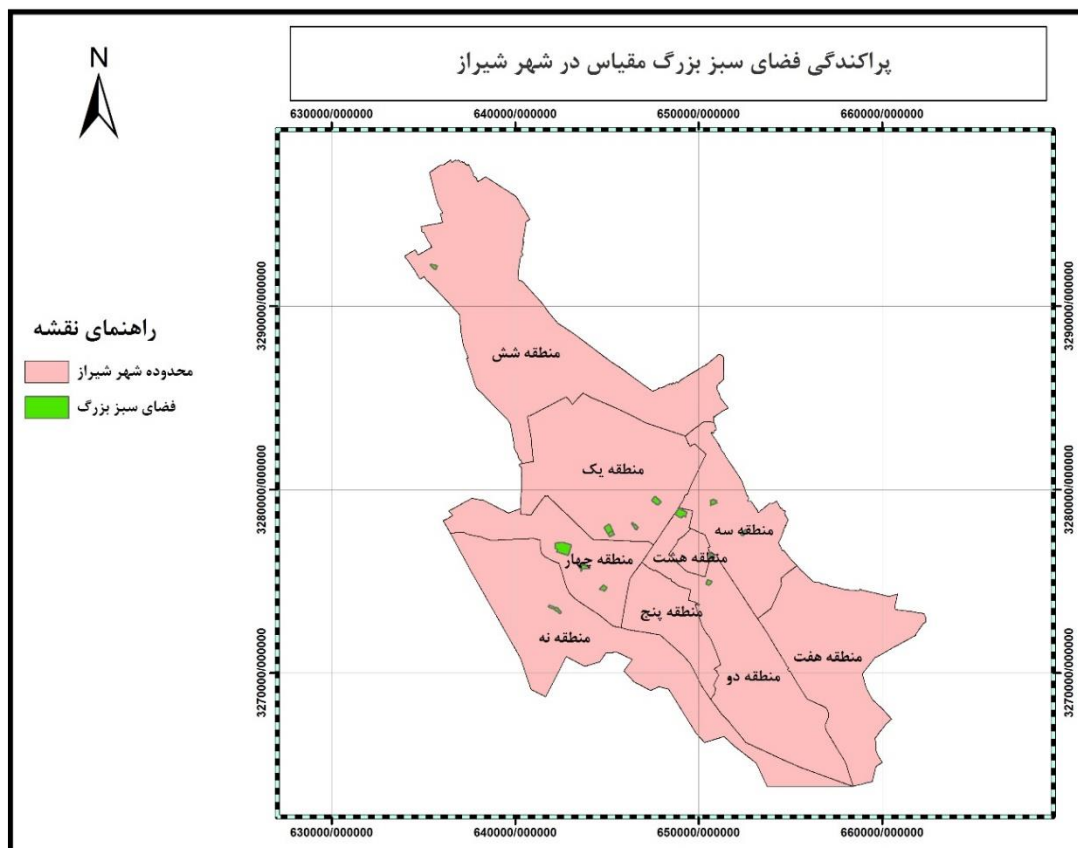 N
پراکندگی فضای سبز بزرگ مقیاس در شهر شیراز
630000/000000 640000/000000 650000/000000 660000/000000
3290000/000000 3290000/000000
راهنمای نقشه
محدوده شهر شیراز
فضای سبز بزرگ
منطقه شش
منطقه یک
3280000/000000 3280000/000000
منطقه سه
منطقه هشت
منطقه چهار
منطقه پنج
منطقه نه
منطقه هفت
منطقه دو
3270000/000000 3270000/000000
630000/000000 640000/000000 650000/000000 660000/000000